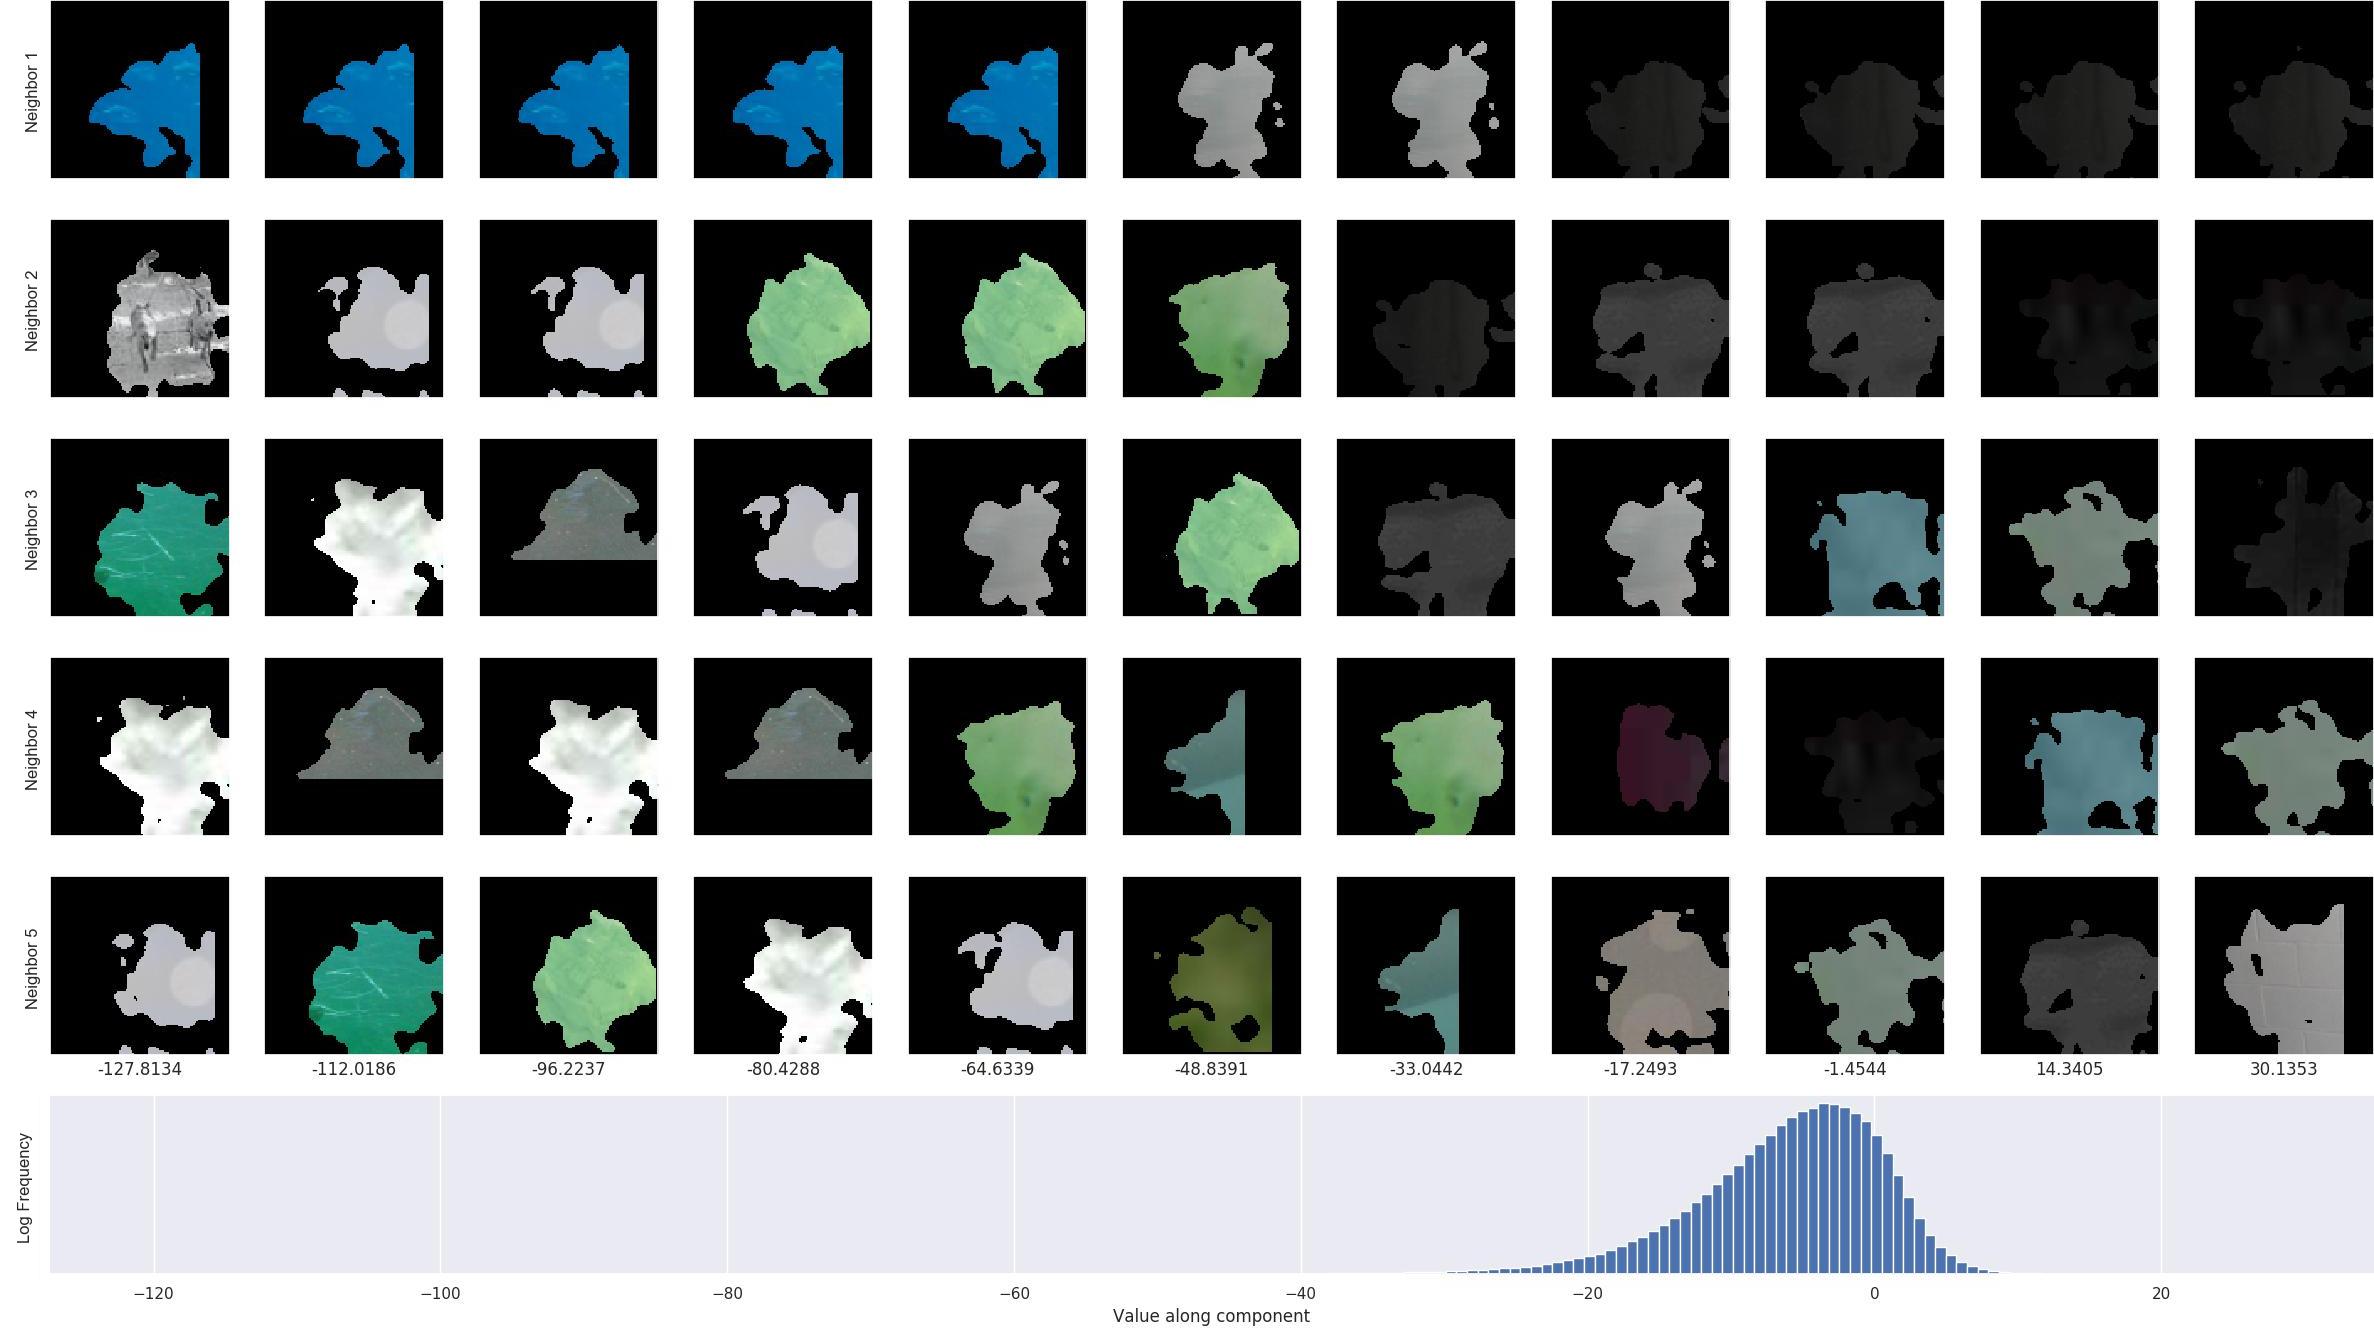 Neighbor 1
Neighbor 2
Neighbor 3
Neighbor 4
Neighbor 5
-127.8134 -112.0186 -96.2237 -80.4288 -64.6339 -48.8391 -33.0442 -17.2493 -1.4544 14.3405 30.1353
Log Frequency
−120 −100 −80 −60 −40 −20 0 20
Value along component